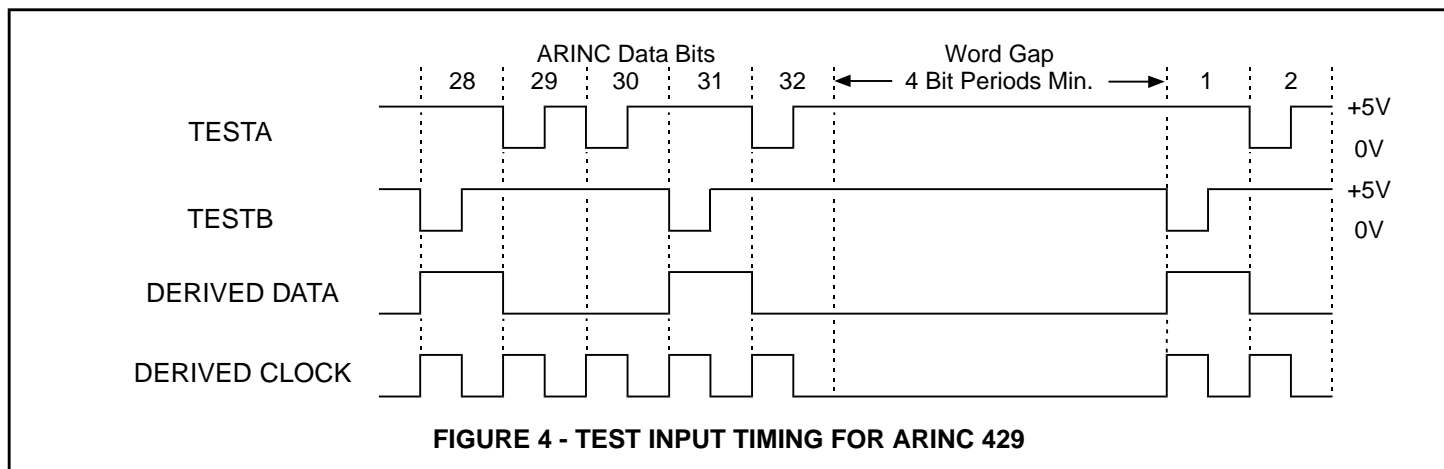 ARINC Data Bits
Word Gap
28 29 30 31 32 4 Bit Periods Min. 1 2
TESTA
+5V
0V
TESTB
+5V
0V
DERIVED DATA
DERIVED CLOCK
FIGURE 4 - TEST INPUT TIMING FOR ARINC 429